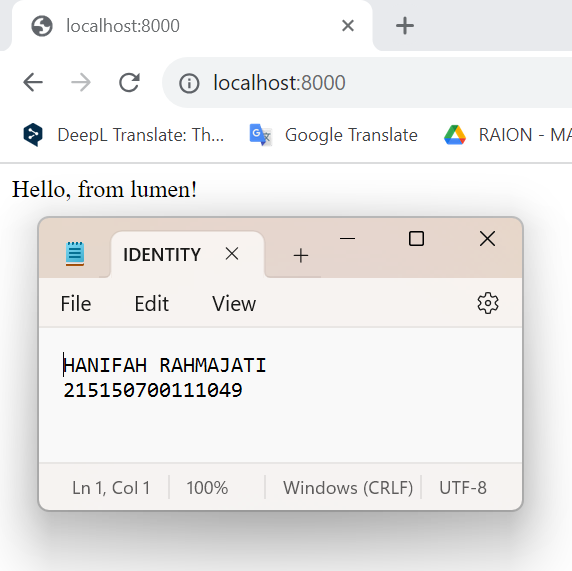 localhost:8000
localhost:8000
DeepL Translate: Th... Google Translate RAION - MA
Hello, from lumen!
IDENTITY
File Edit View
HANIFAH RAHMAJATI
215150700111049
Ln 1, Col 1 100% Windows (CRLF) UTF-8